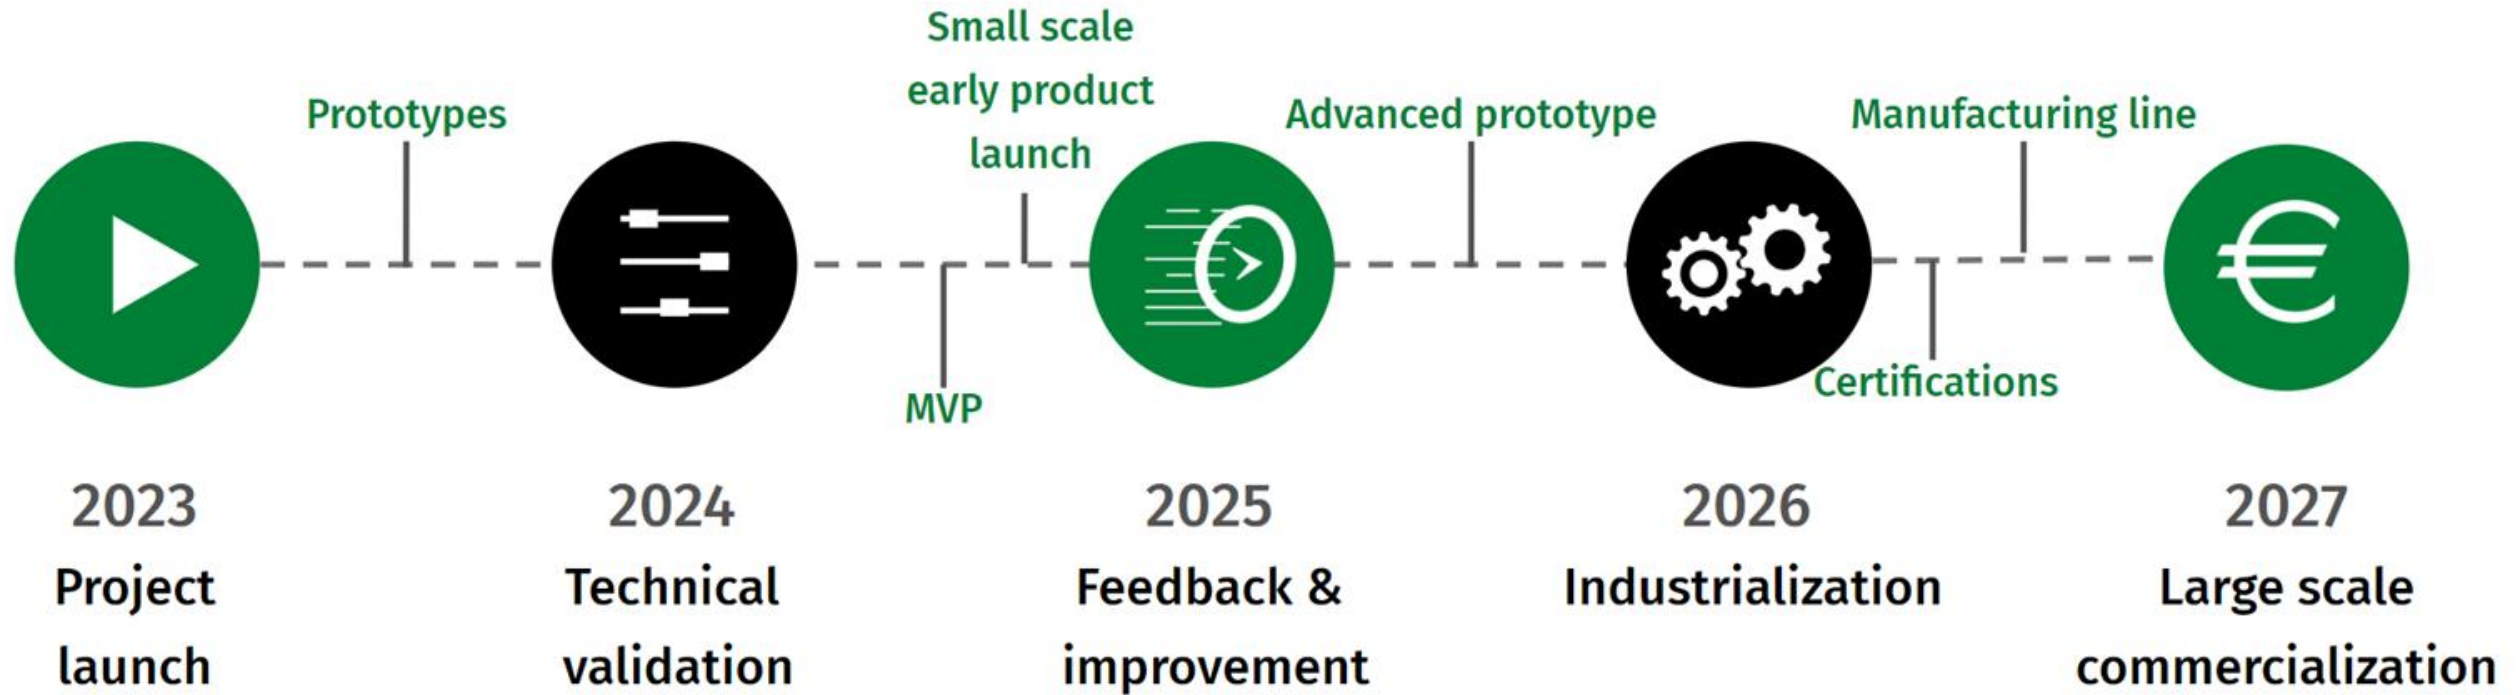 Small scale
early product
launch
Prototypes
Advanced prototype
Manufacturing line
MVP
Certifications
2023
Project
launch
2024
Technical
validation
2025
Feedback &
improvement
2026
Industrialization
2027
Large scale
commercialization